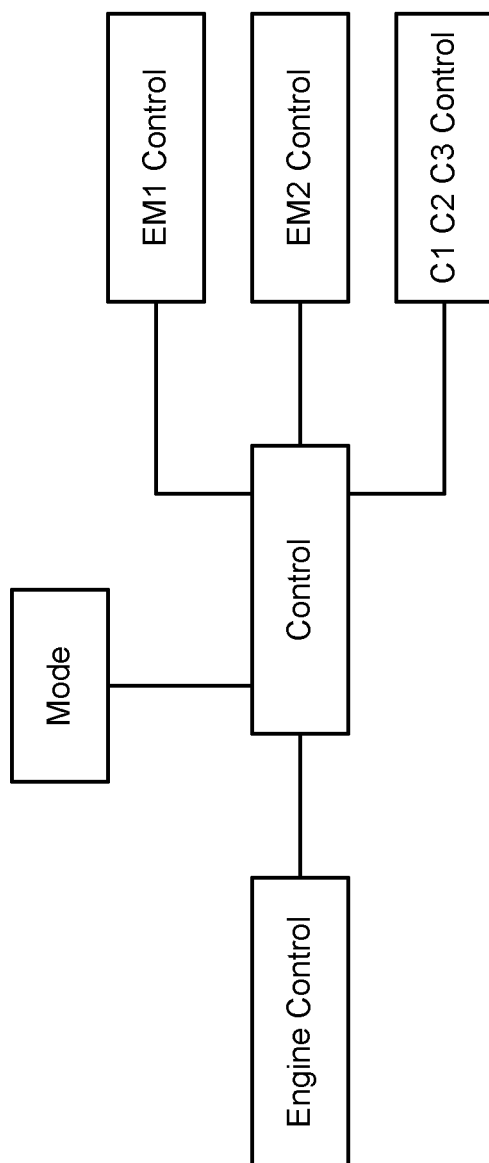 Mode
EM1 Control
Engine Control
Control
EM2 Control
C1 C2 C3 Control